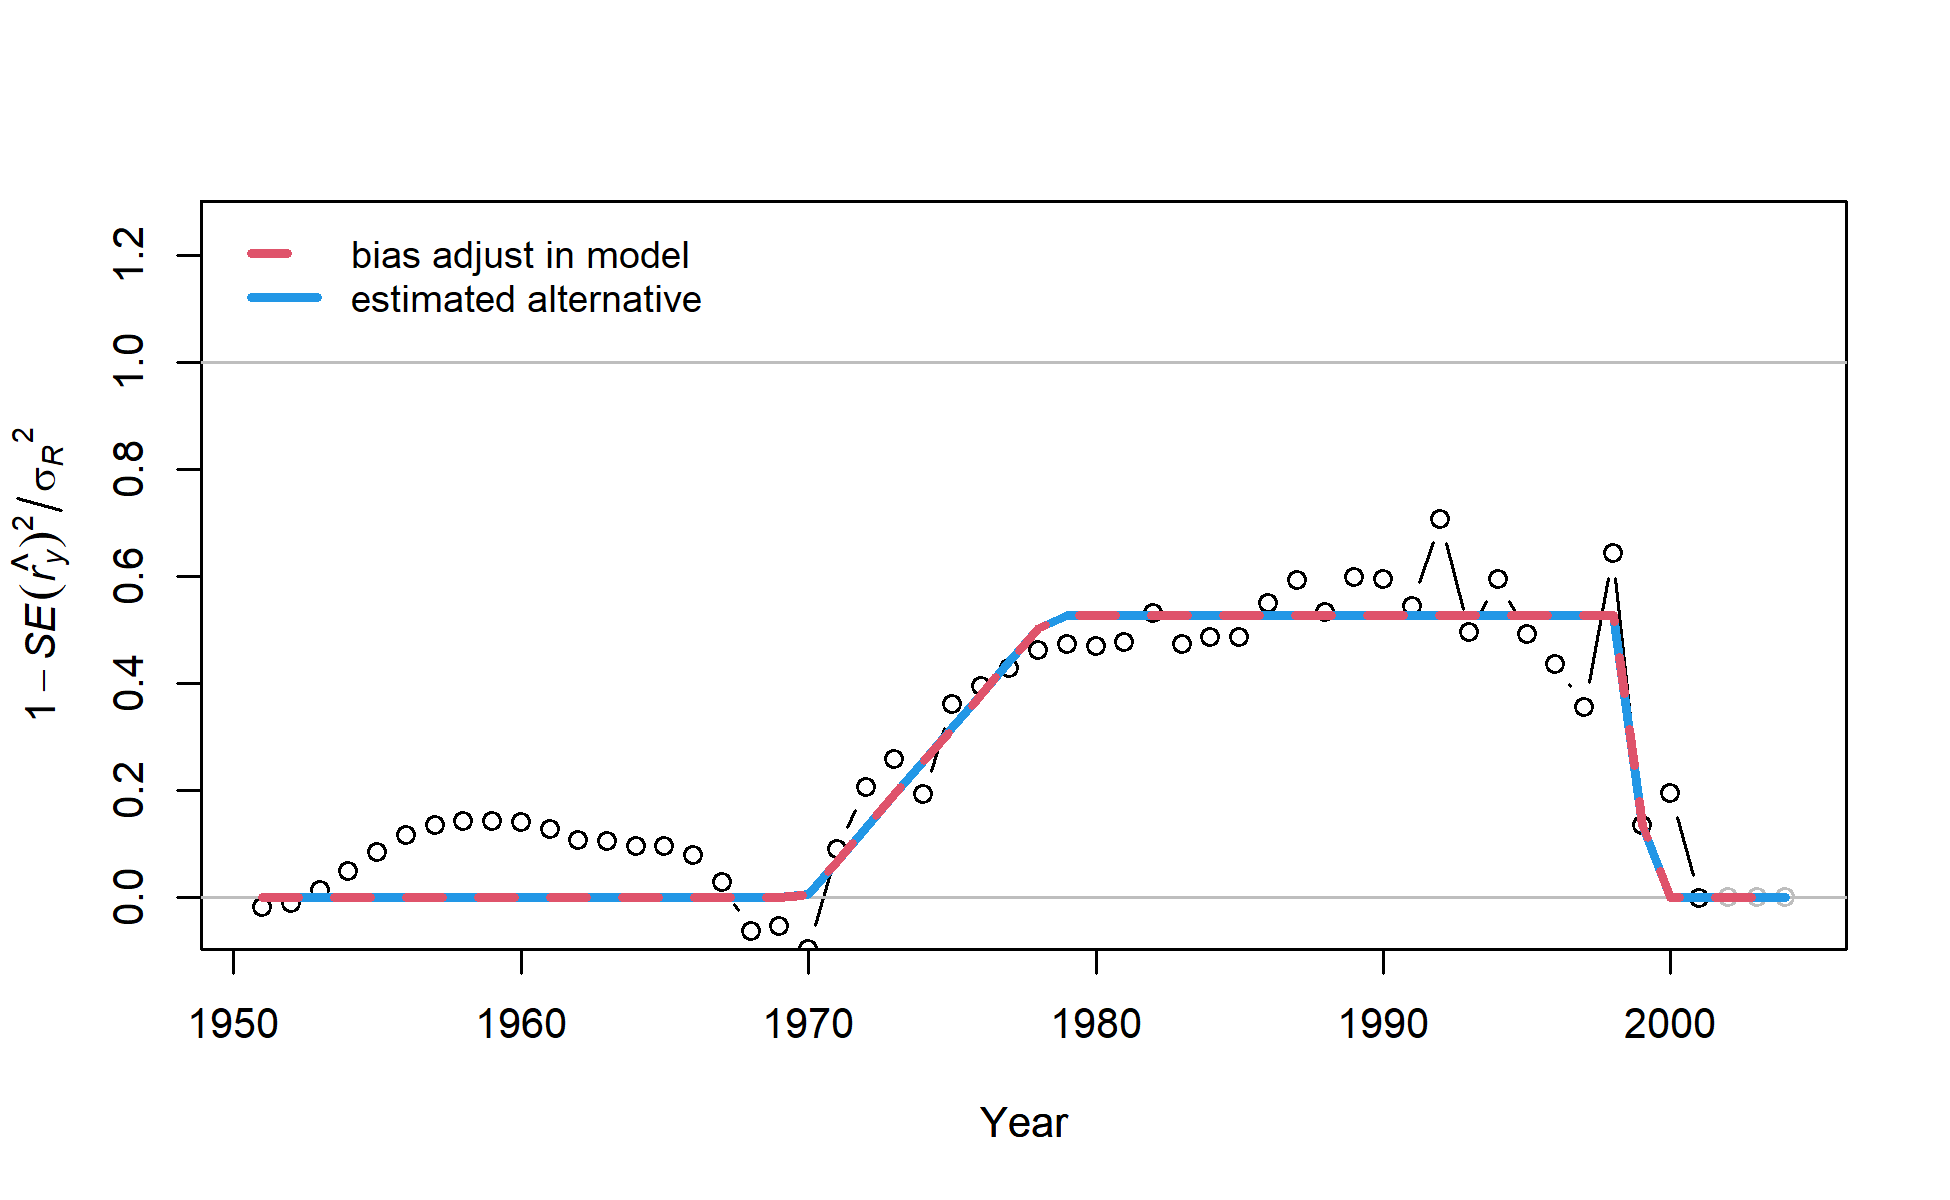 bias adjust in model
estimated alternative
1 − SE(r̂y)² / σR²
1.2
1.0
0.8
0.6
0.4
0.2
0.0
1950 1960 1970 1980 1990 2000
Year